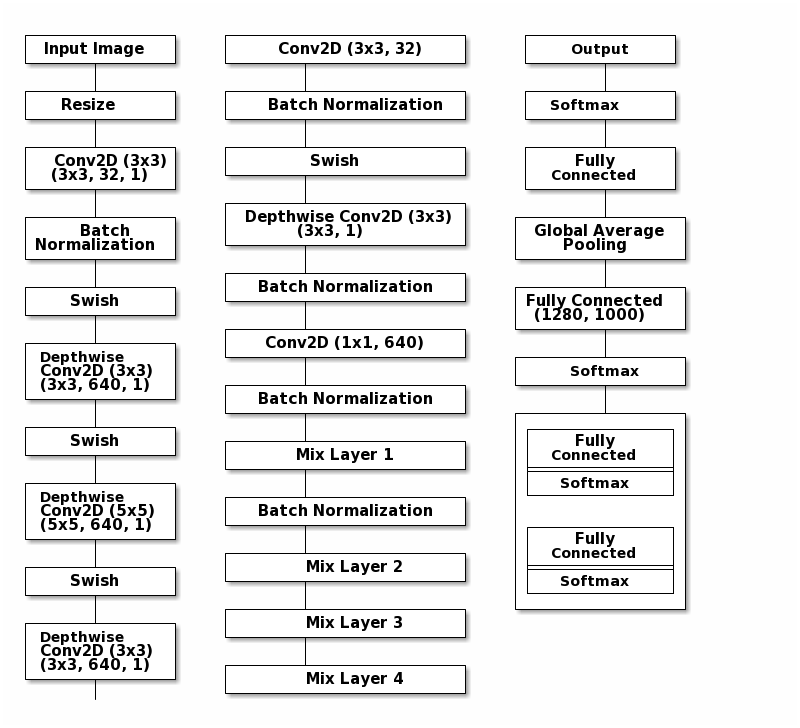 Input Image
Resize
Conv2D (3x3)
(3x3, 32, 1)
Batch
Normalization
Swish
Depthwise
Conv2D (3x3)
(3x3, 640, 1)
Swish
Depthwise
Conv2D (5x5)
(5x5, 640, 1)
Swish
Depthwise
Conv2D (3x3)
(3x3, 640, 1)
Conv2D (3x3, 32)
Batch Normalization
Swish
Depthwise Conv2D (3x3)
(3x3, 1)
Batch Normalization
Conv2D (1x1, 640)
Batch Normalization
Mix Layer 1
Batch Normalization
Mix Layer 2
Mix Layer 3
Mix Layer 4
Output
Softmax
Fully
Connected
Global Average
Pooling
Fully Connected
(1280, 1000)
Softmax
Fully
Connected
Softmax
Fully
Connected
Softmax